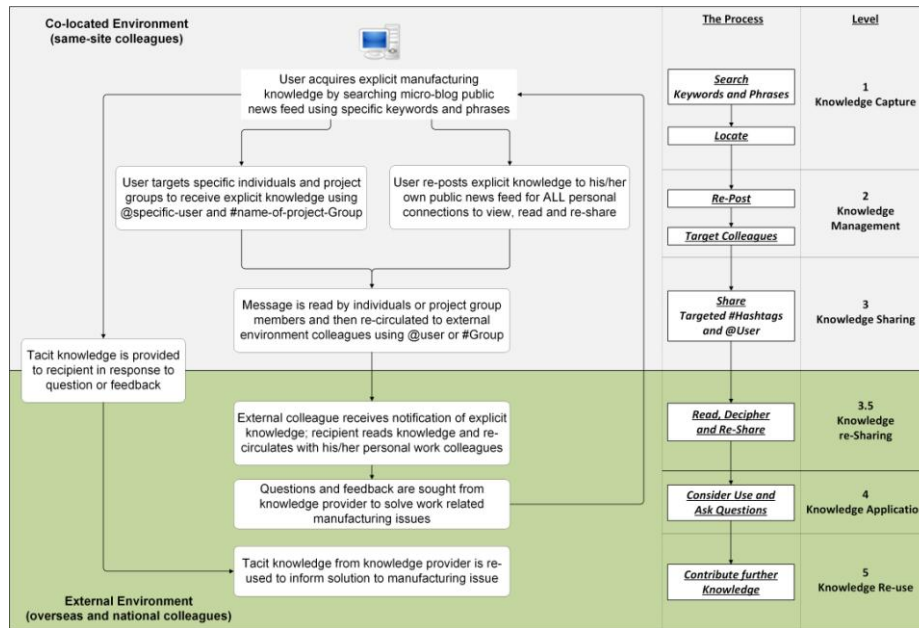 Co-located Environment
(same-site colleagues)
User acquires explicit manufacturing
knowledge by searching micro-blog public
news feed using specific keywords and phrases
User targets specific individuals and project
groups to receive explicit knowledge using
@specific-user and #name-of-project-Group
User re-posts explicit knowledge to his/her
own public news feed for ALL personal
connections to view, read and re-share
Message is read by individuals or project group
members and then re-circulated to external
environment colleagues using @user or #Group
Tacit knowledge is provided
to recipient in response to
question or feedback
External colleague receives notification of explicit
knowledge; recipient reads knowledge and re-
circulates with his/her personal work colleagues
Questions and feedback are sought from
knowledge provider to solve work related
manufacturing issues
Tacit knowledge from knowledge provider is re-
used to inform solution to manufacturing issue
External Environment
(overseas and national colleagues)
The Process
Search
Keywords and Phrases
Locate
Re-Post
Target Colleagues
Share
Targeted #Hashtags
and @User
Read, Decipher
and Re-Share
Consider Use and
Ask Questions
Contribute further
Knowledge
Level
1
Knowledge Capture
2
Knowledge
Management
3
Knowledge Sharing
3.5
Knowledge
re-Sharing
4
Knowledge Application
5
Knowledge Re-use